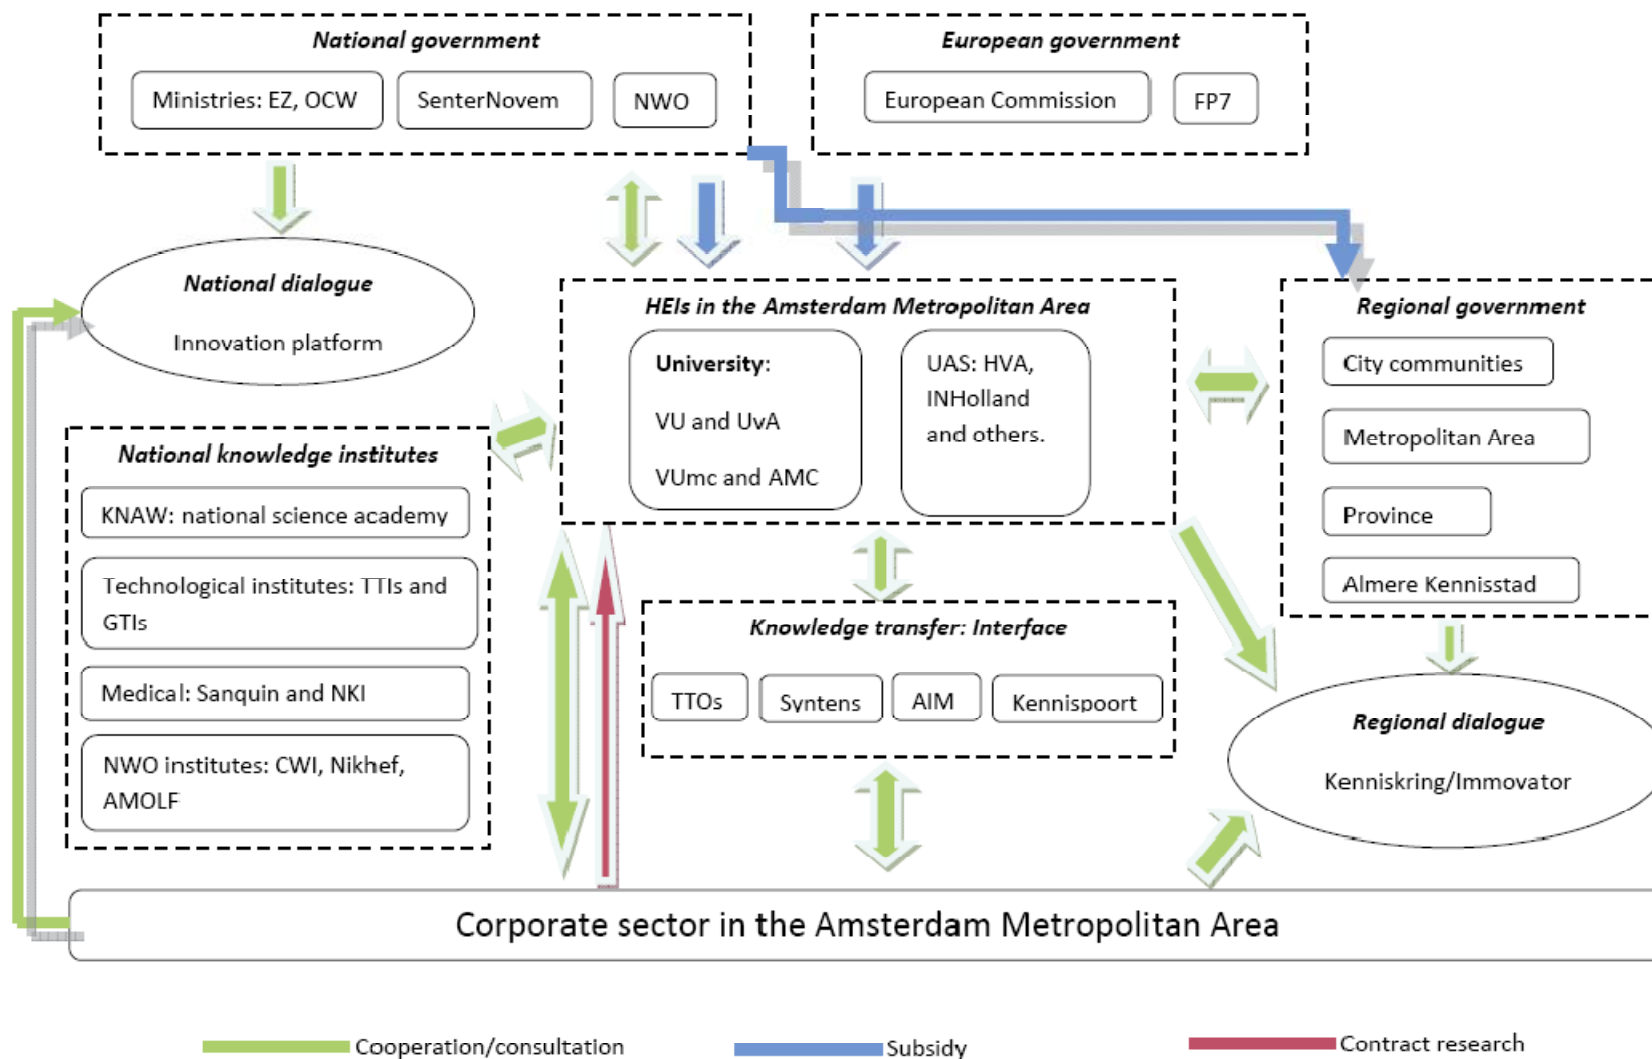 National government
Ministries: EZ, OCW
SenterNovem
NWO
European government
European Commission
FP7
National dialogue
Innovation platform
HEIs in the Amsterdam Metropolitan Area
University:
VU and UvA
VUmc and AMC
UAS: HVA,
INHolland
and others.
Regional government
City communities
Metropolitan Area
Province
Almere Kennisstad
National knowledge institutes
KNAW: national science academy
Technological institutes: TTIs and
GTIs
Medical: Sanquin and NKI
NWO institutes: CWI, Nikhef,
AMOLF
Knowledge transfer: Interface
TTOs
Syntens
AIM
Kennispoort
Regional dialogue
Kenniskring/Immovator
Corporate sector in the Amsterdam Metropolitan Area
Cooperation/consultation
Subsidy
Contract research